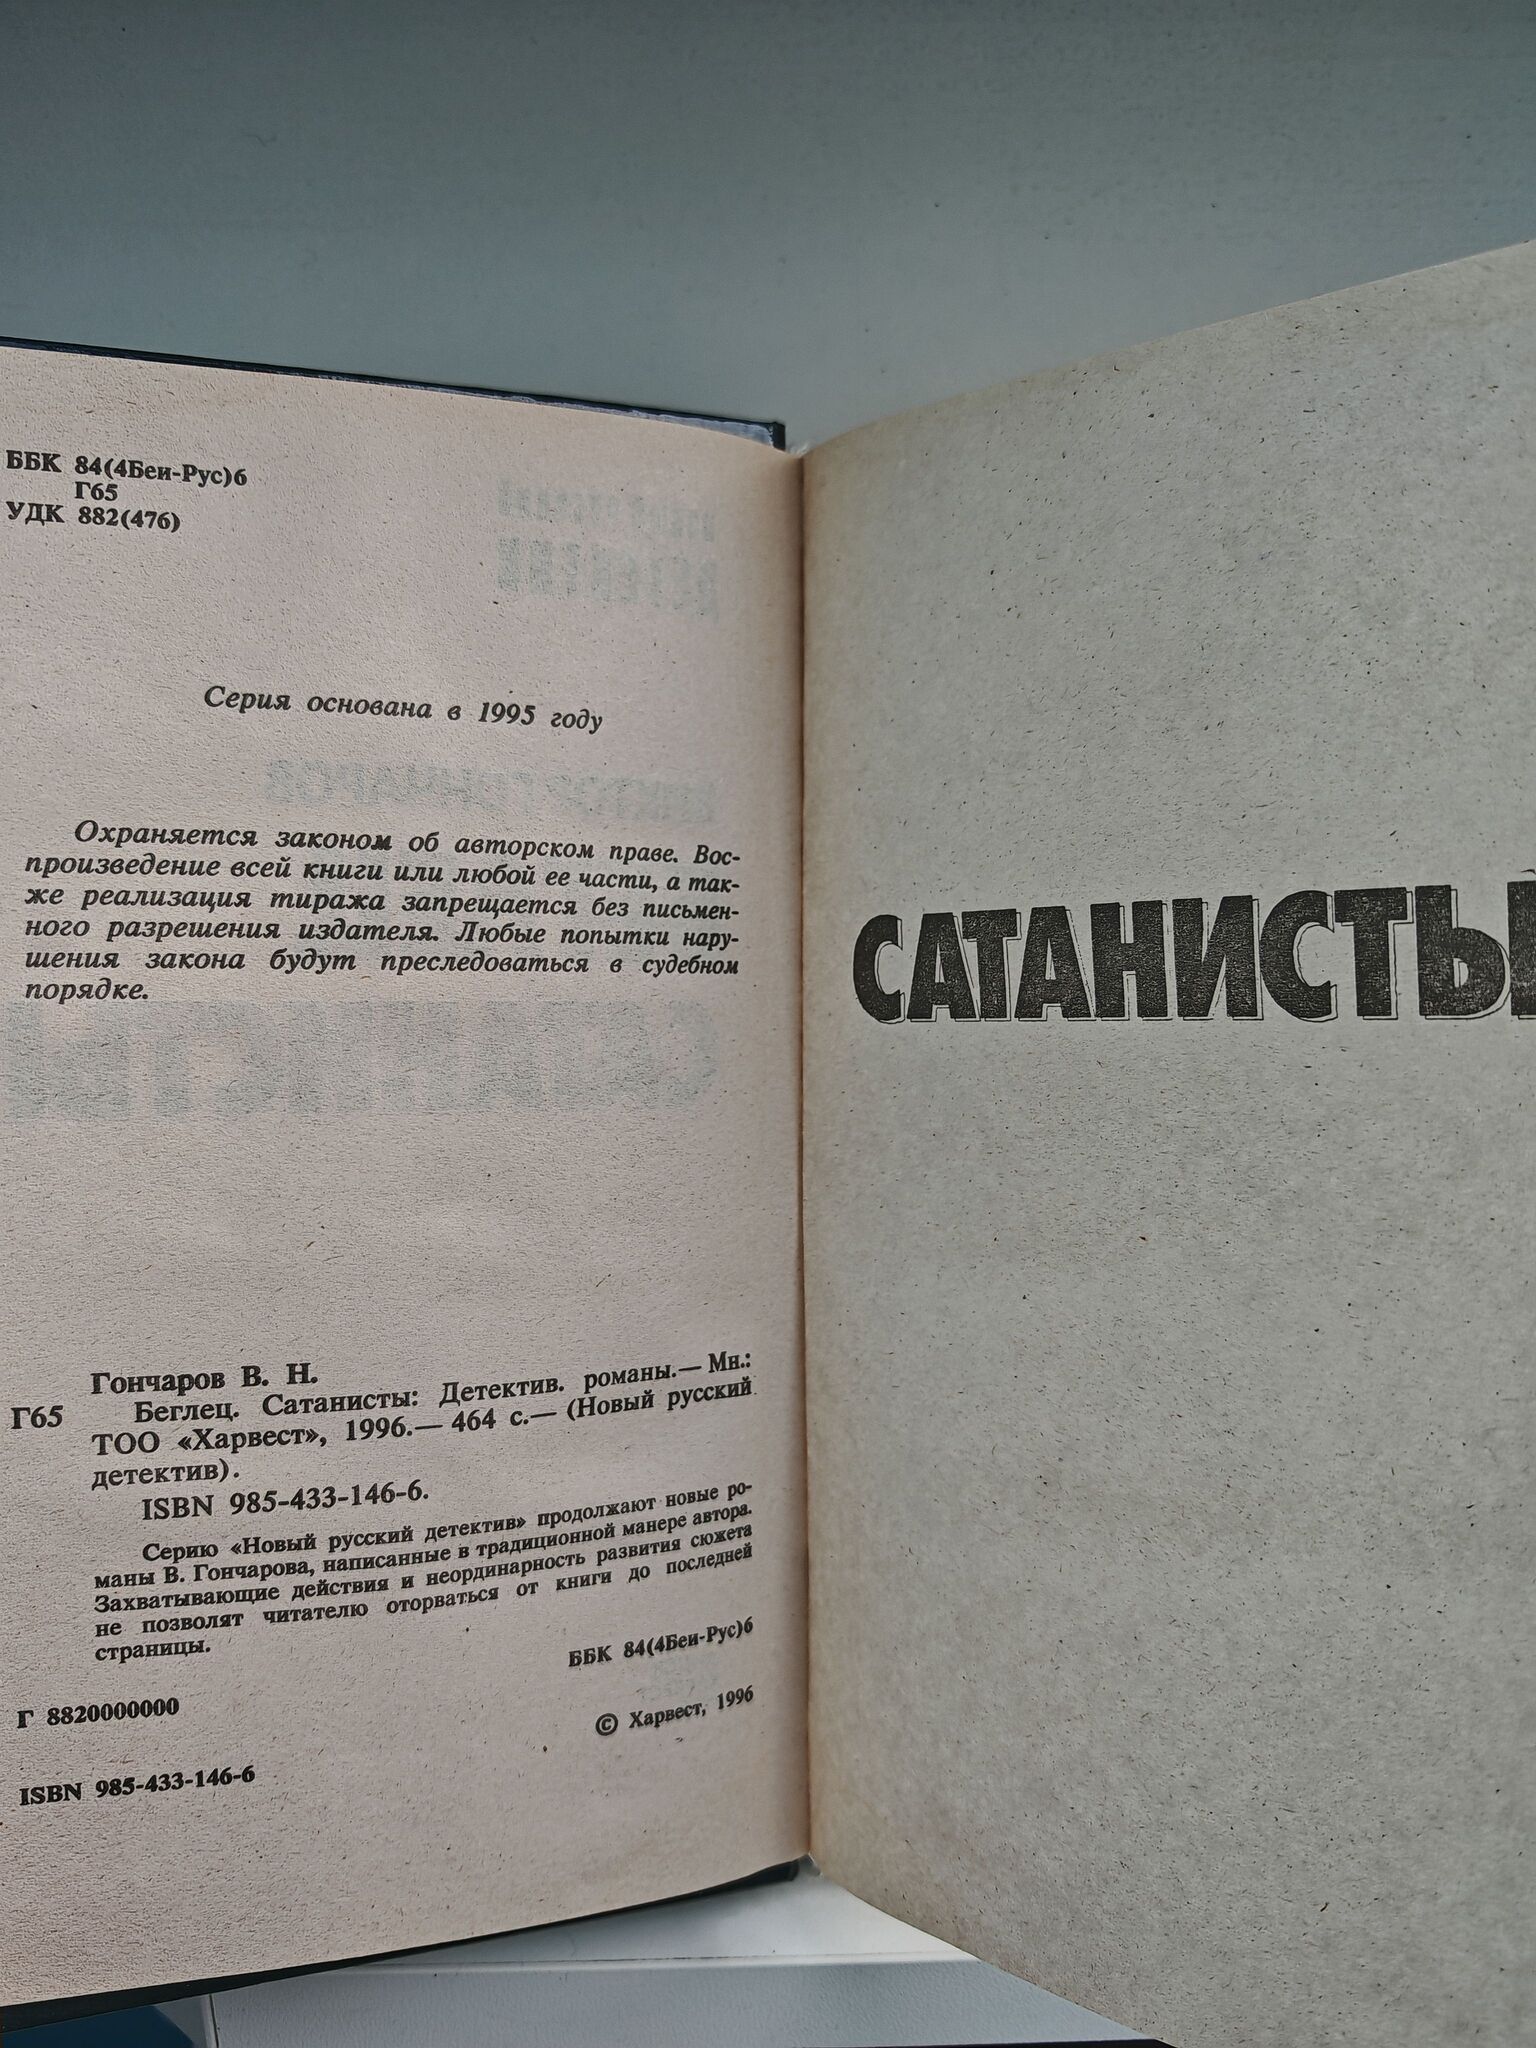 ББК 84(4Беи-Рус)6
Г65
УДК 882(476)
Серия основана в 1995 году
Охраняется законом об авторском праве. Вос-
произведение всей книги или любой ее части, а так-
же реализация тиража запрещается без письмен-
ного разрешения издателя. Любые попытки нару-
шения закона будут преследоваться в судебном
порядке.
Гончаров В. Н.
Г65 Беглец. Сатанисты: Детектив. романы.— Мн.:
ТОО «Харвест», 1996.— 464 с.— (Новый русский
детектив).
ISBN 985-433-146-6.
Серию «Новый русский детектив» продолжают новые ро-
маны В. Гончарова, написанные в традиционной манере автора.
Захватывающие действия и неординарность развития сюжета
не позволят читателю оторваться от книги до последней
страницы.
ББК 84(4Беи-Рус)6
Г 8820000000
© Харвест, 1996
ISBN 985-433-146-6
САТАНИСТЫ